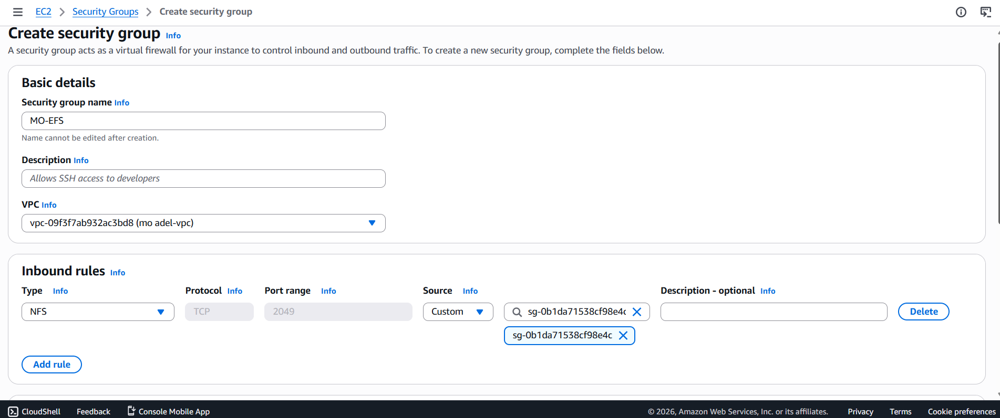 EC2 > Security Groups > Create security group
Create security group Info
A security group acts as a virtual firewall for your instance to control inbound and outbound traffic. To create a new security group, complete the fields below.
Basic details
Security group name Info
MO-EFS
Name cannot be edited after creation.
Description Info
Allows SSH access to developers
VPC Info
vpc-09f3f7ab932ac3bd8 (mo adel-vpc)
Inbound rules Info
Type Info Protocol Info Port range Info Source Info Description - optional Info
NFS TCP 2049 Custom sg-0b1da71538cf98e4c Delete
sg-0b1da71538cf98e4c
Add rule
CloudShell Feedback Console Mobile App © 2026, Amazon Web Services, Inc. or its affiliates. Privacy Terms Cookie preferences